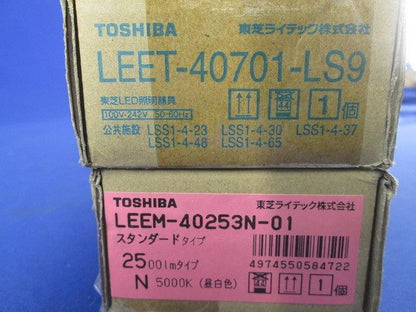 TOSHIBA 東芝ライテック株式会社
LEET-40701-LS9
東芝LED照明器具
100V-242V 50-60Hz
1個
公共施設 LSS1-4-23 LSS1-4-30 LSS1-4-37
LSS1-4-48 LSS1-4-65
TOSHIBA 東芝ライテック株式会社
LEEM-40253N-01
スタンダードタイプ
2500lmタイプ
N 5000K (昼白色)
4974550584722
1個